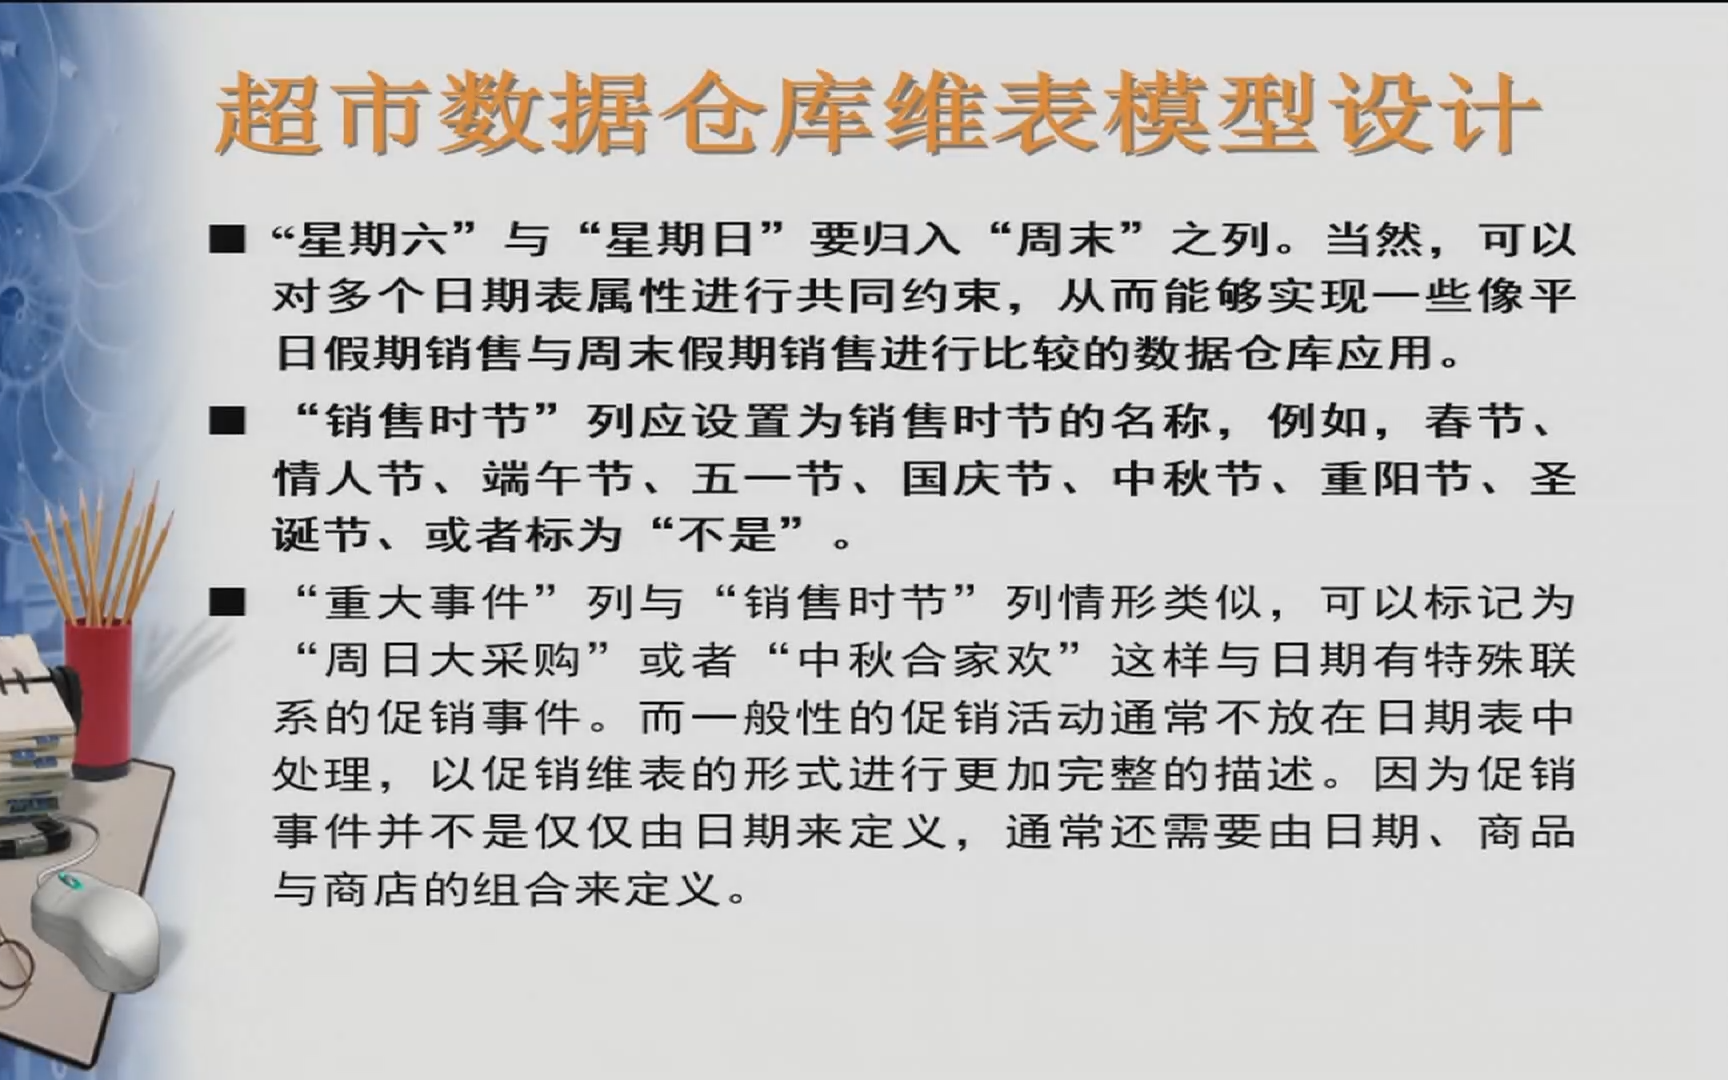 超市数据仓库维表模型设计
“星期六”与“星期日”要归入“周末”之列。当然，可以
对多个日期表属性进行共同约束，从而能够实现一些像平
日假期销售与周末假期销售进行比较的数据仓库应用。
“销售时节”列应设置为销售时节的名称，例如，春节、
情人节、端午节、五一节、国庆节、中秋节、重阳节、圣
诞节、或者标为“不是”。
“重大事件”列与“销售时节”列情形类似，可以标记为
“周日大采购”或者“中秋合家欢”这样与日期有特殊联
系的促销事件。而一般性的促销活动通常不放在日期表中
处理，以促销维表的形式进行更加完整的描述。因为促销
事件并不是仅仅由日期来定义，通常还需要由日期、商品
与商店的组合来定义。